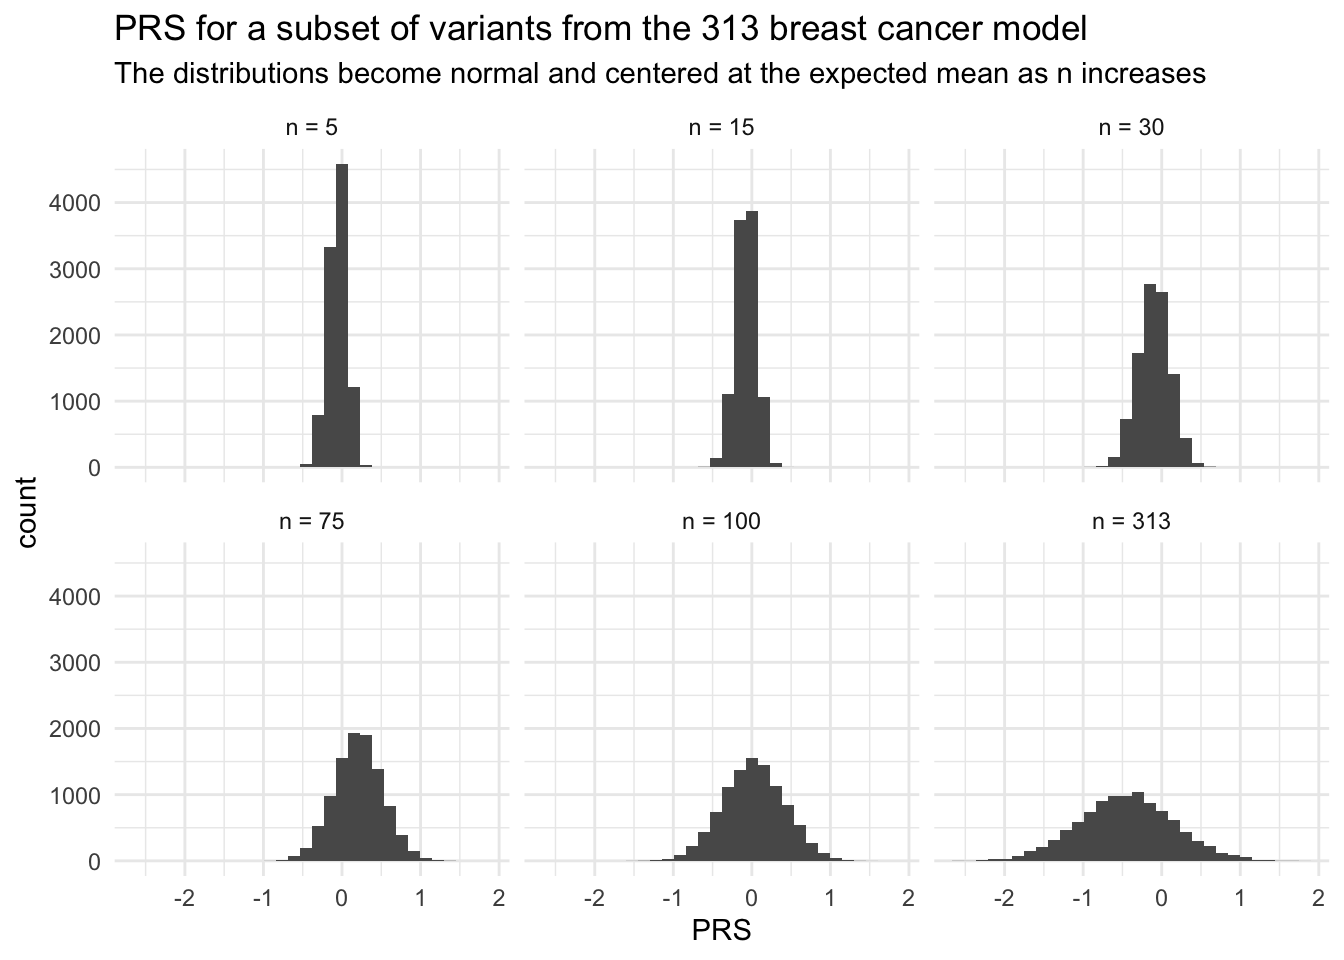 PRS for a subset of variants from the 313 breast cancer model
The distributions become normal and centered at the expected mean as n increases
n = 5
n = 15
n = 30
4000
3000
2000
1000
0
count
n = 75
n = 100
n = 313
4000
3000
2000
1000
0
-2 -1 0 1 2
-2 -1 0 1 2
-2 -1 0 1 2
PRS